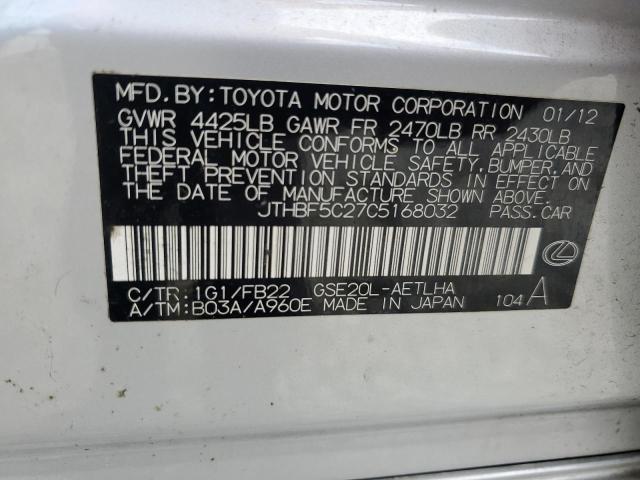 MFD.BY:TOYOTA MOTOR CORPORATION 01/12
GVWR 4425LB GAWR FR 2470LB RR 2430LB
THIS VEHICLE CONFORMS TO ALL APPLICABLE
FEDERAL MOTOR VEHICLE SAFETY,BUMPER,AND
THEFT PREVENTION STANDARDS IN EFFECT ON
THE DATE OF MANUFACTURE SHOWN ABOVE.
JTHBF5C27C5168032 PASS.CAR
C/TR:1G1/FB22 GSE20L-AETLHA
A/TM:B03A/A960E MADE IN JAPAN 104 A